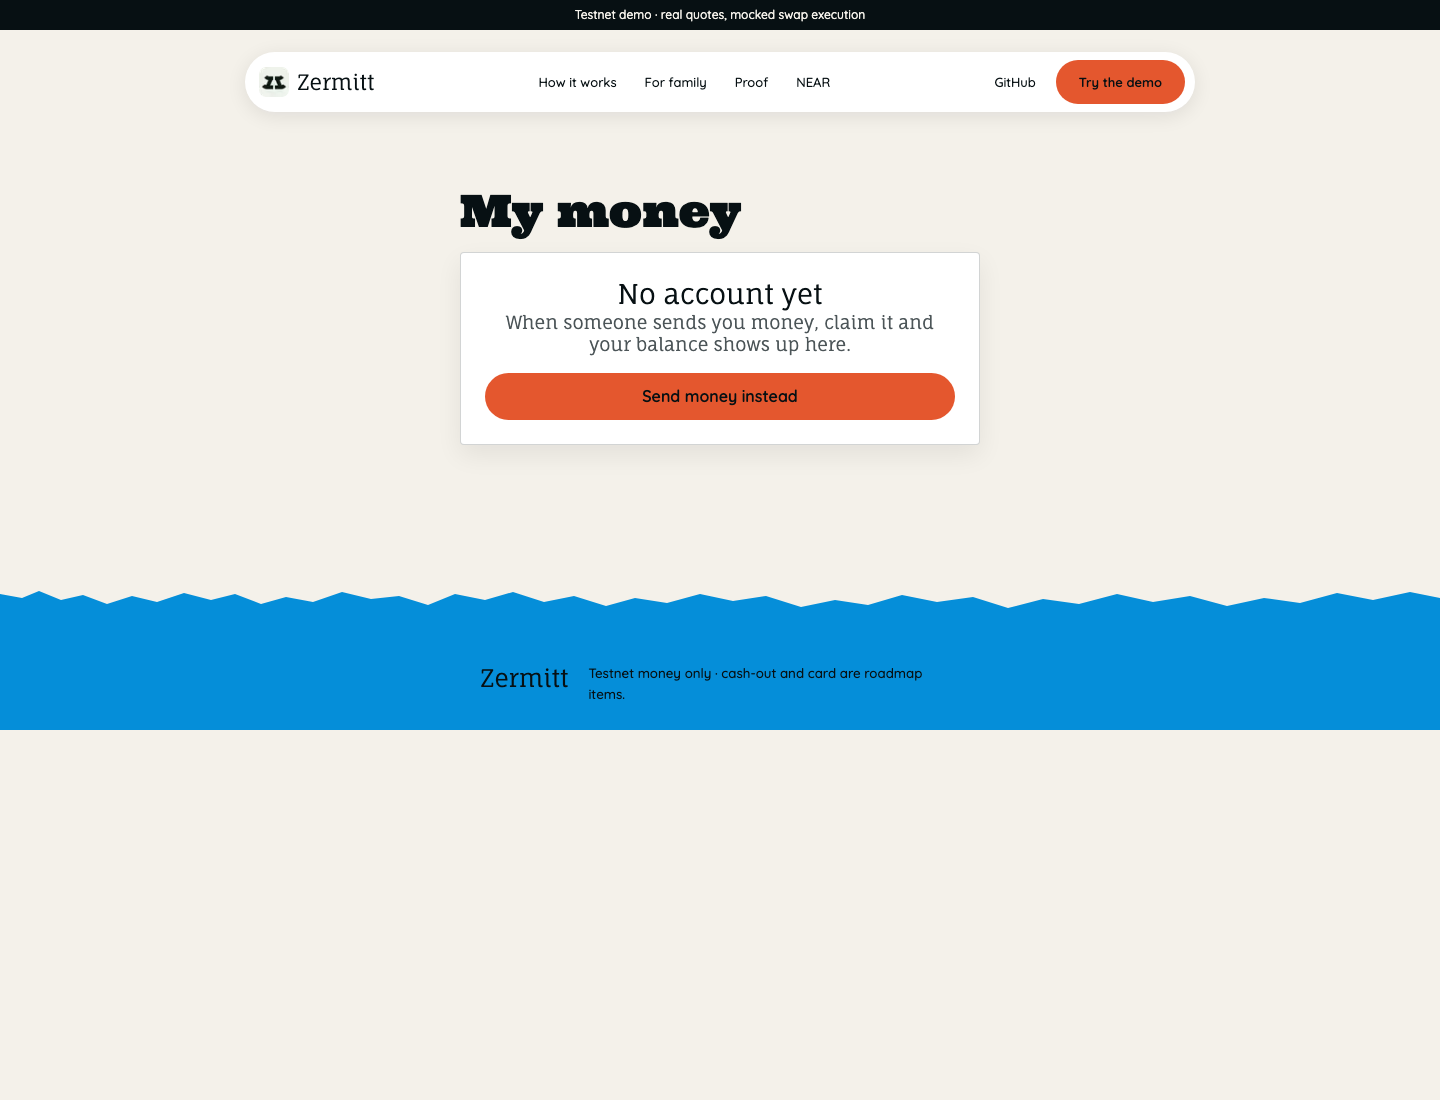 Testnet demo · real quotes, mocked swap execution
Zermitt
How it works
For family
Proof
NEAR
GitHub
Try the demo
My money
No account yet
When someone sends you money, claim it and
your balance shows up here.
Send money instead
Zermitt
Testnet money only · cash-out and card are roadmap
items.